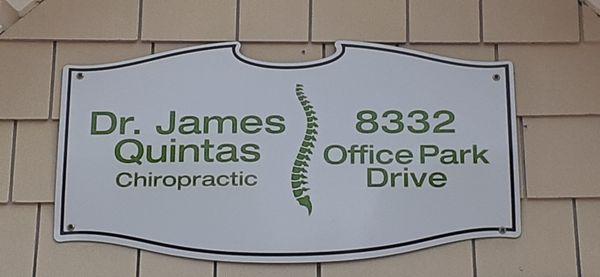 Dr. James
Quintas
Chiropractic
8332
Office Park
Drive